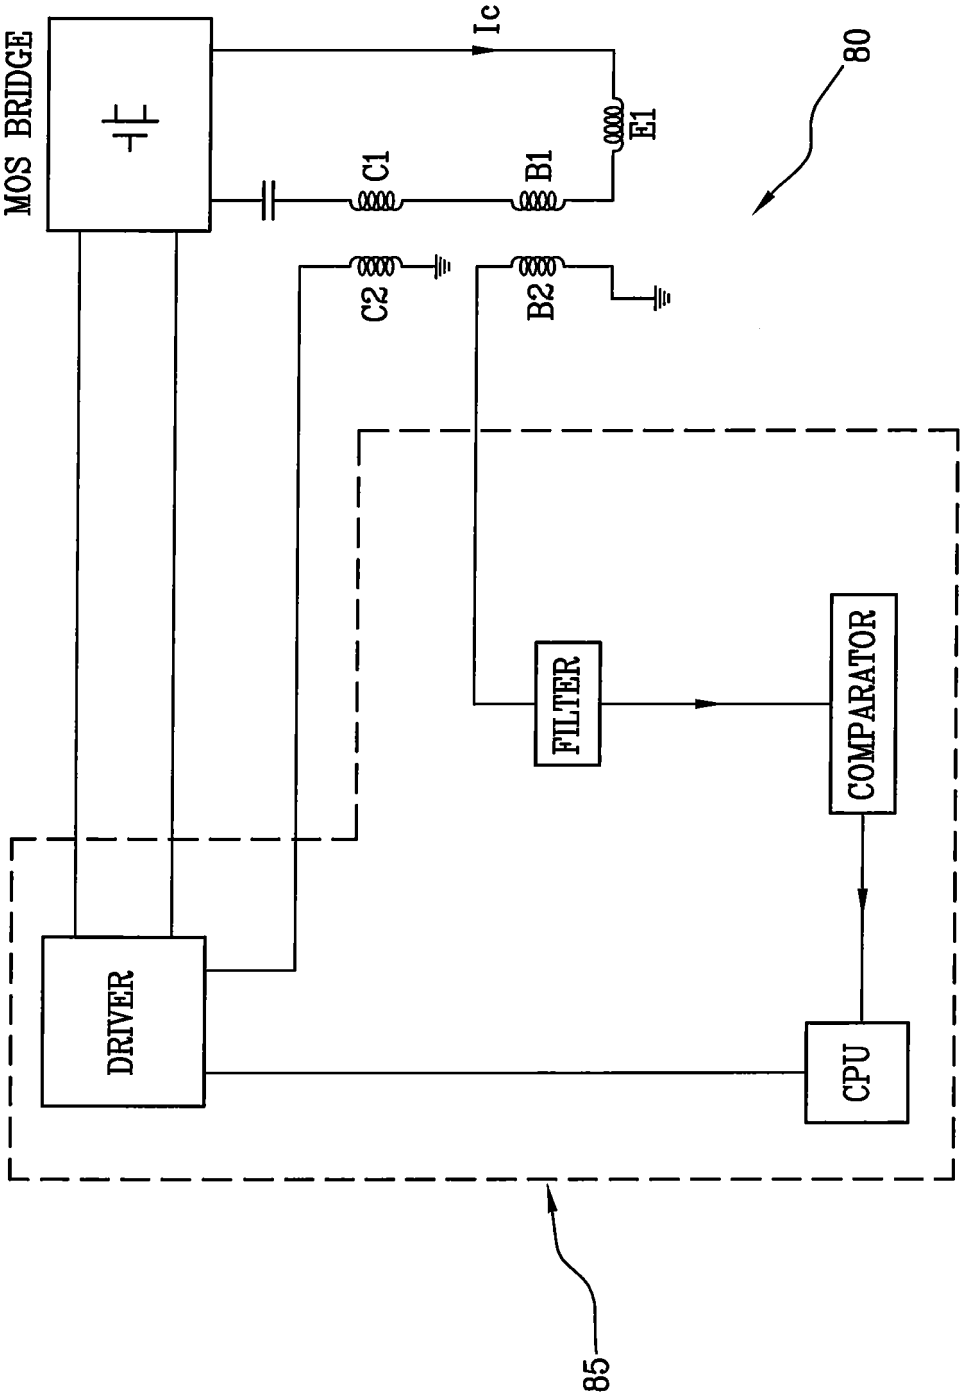 MOS BRIDGE
Ic
E1
C1
B1
C2
B2
80
DRIVER
FILTER
COMPARATOR
CPU
85